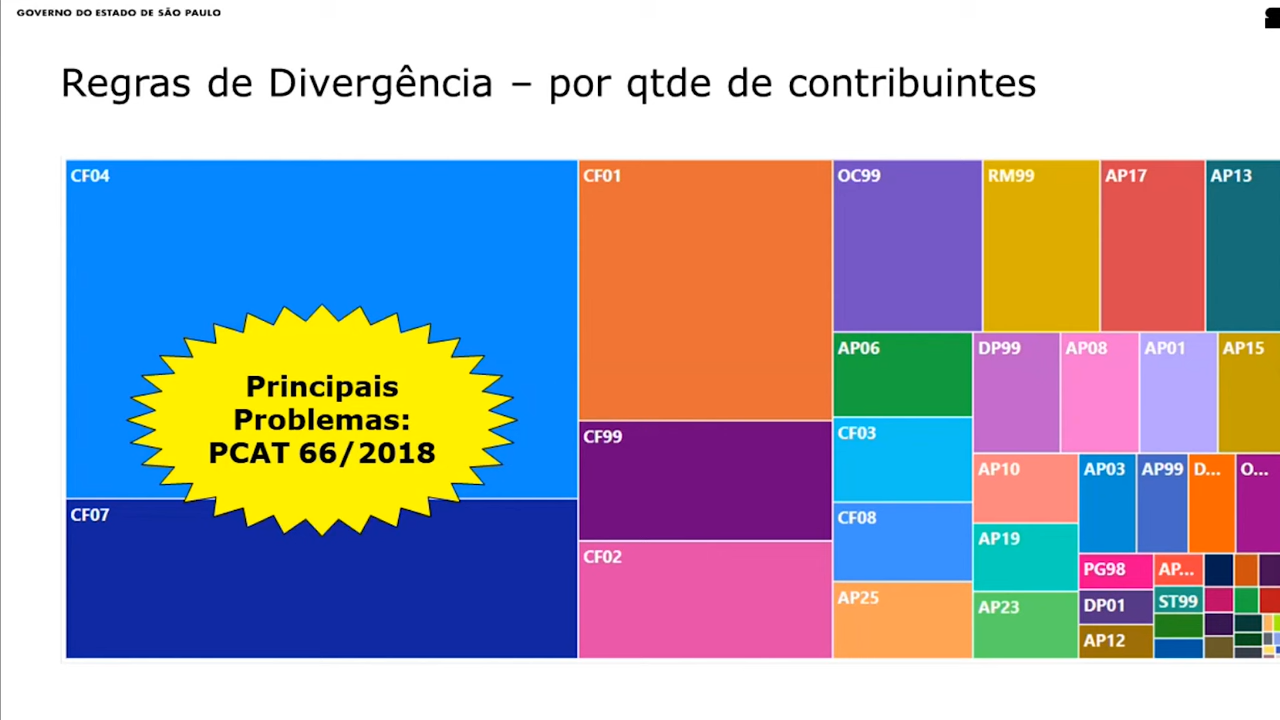 GOVERNO DO ESTADO DE SÃO PAULO
Regras de Divergência – por qtde de contribuintes
CF04
CF01
OC99
RM99
AP17
AP13
Principais
Problemas:
PCAT 66/2018
AP06
DP99
AP08
AP01
AP15
CF03
CF99
AP10
AP03
AP99
D...
O...
CF07
CF08
AP19
CF02
PG98
AP...
AP25
AP23
DP01
ST99
AP12